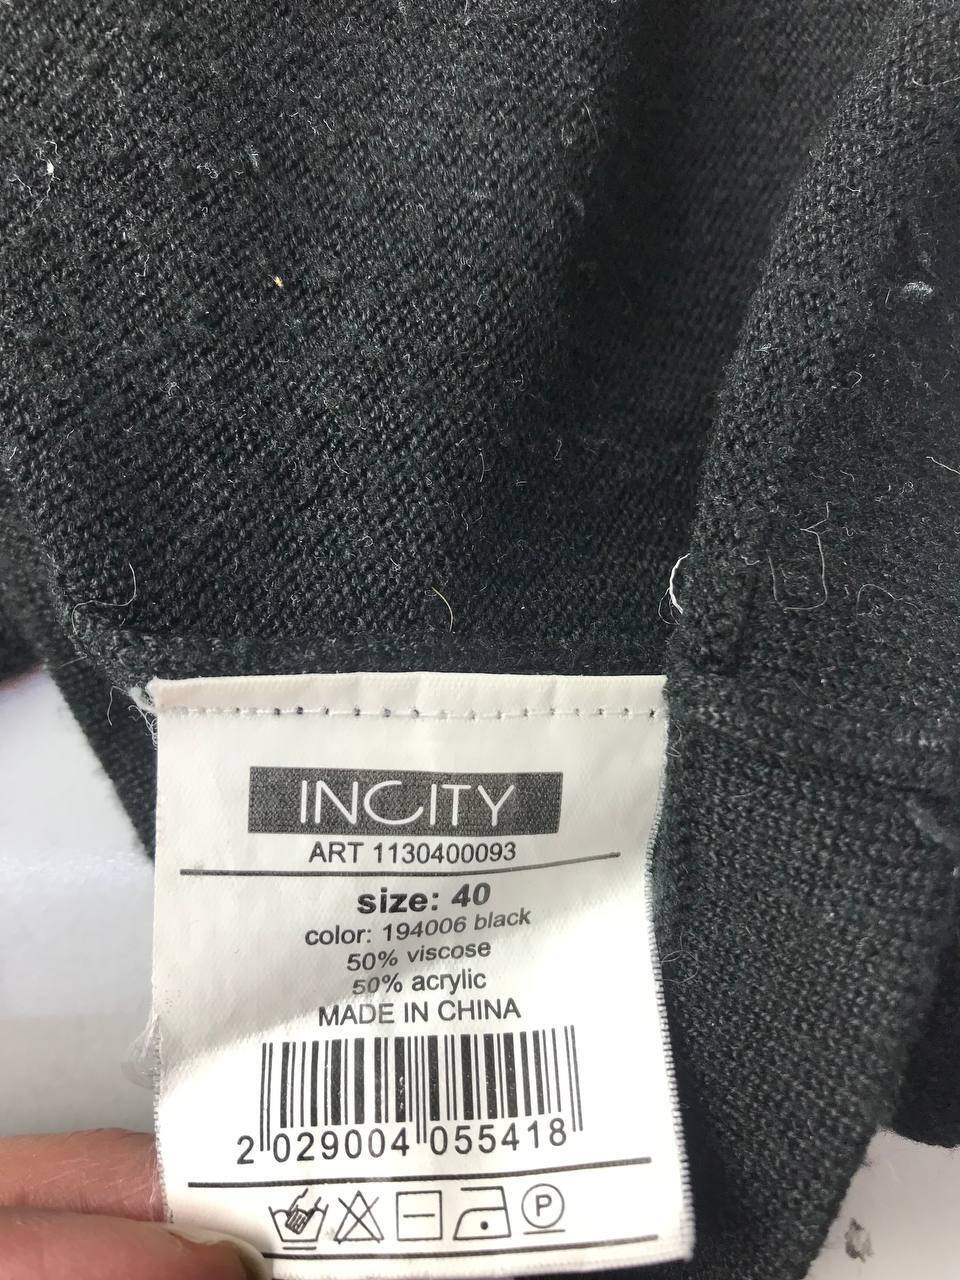 INCITY
ART 1130400093
size: 40
color: 194006 black
50% viscose
50% acrylic
MADE IN CHINA
2 029004 055418
P